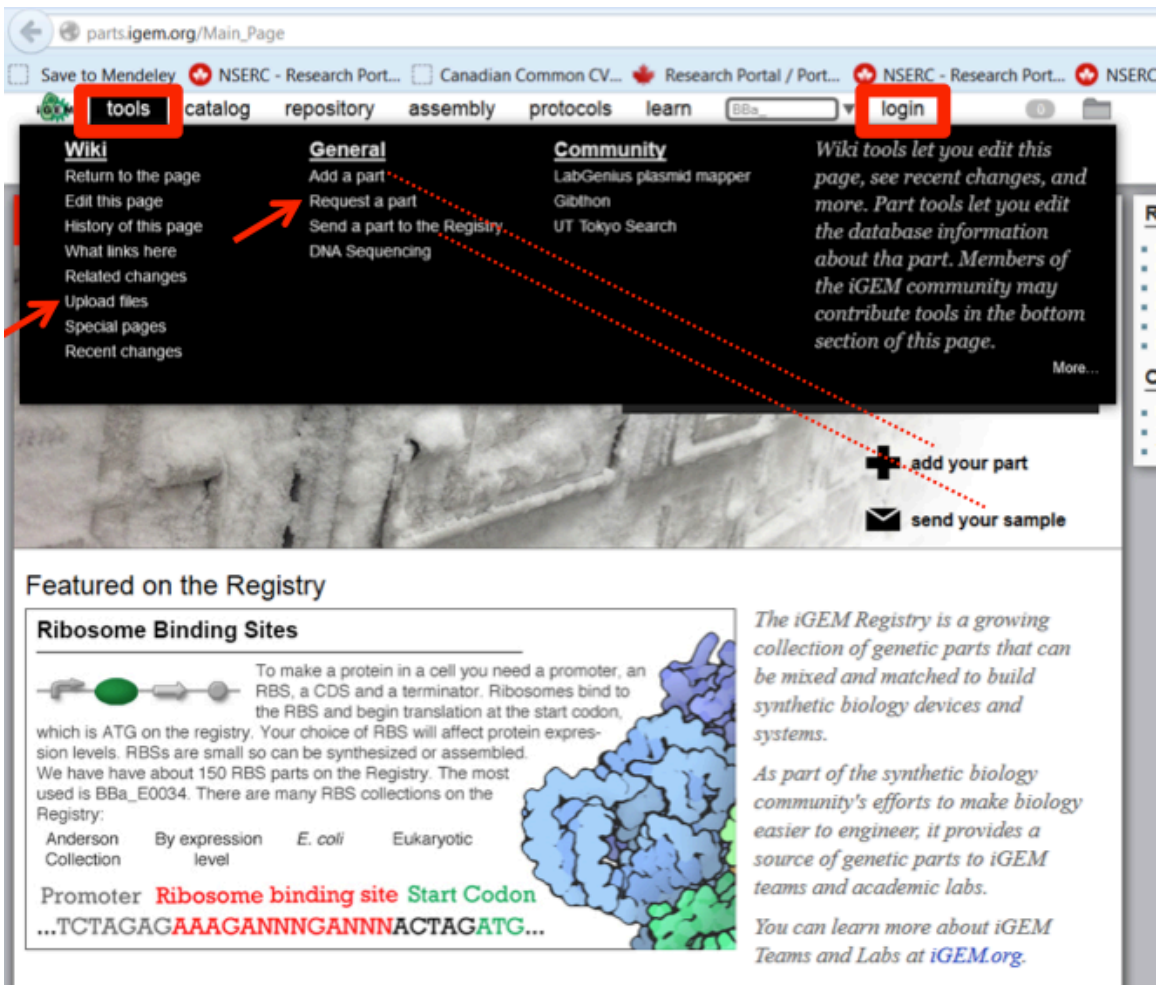 parts.igem.org/Main_Page
Save to Mendeley NSERC - Research Port... Canadian Common CV... Research Portal / Port... NSERC - Research Port... NSERC
iGEM tools catalog repository assembly protocols learn BBa_ login 0
Wiki
Return to the page
Edit this page
History of this page
What links here
Related changes
Upload files
Special pages
Recent changes
General
Add a part
Request a part
Send a part to the Registry
DNA Sequencing
Community
LabGenius plasmid mapper
Gibthon
UT Tokyo Search
Wiki tools let you edit this
page, see recent changes, and
more. Part tools let you edit
the database information
about tha part. Members of
the iGEM community may
contribute tools in the bottom
section of this page.
More...
R
C
add your part
send your sample
Featured on the Registry
Ribosome Binding Sites
To make a protein in a cell you need a promoter, an
RBS, a CDS and a terminator. Ribosomes bind to
the RBS and begin translation at the start codon,
which is ATG on the registry. Your choice of RBS will affect protein expres-
sion levels. RBSs are small so can be synthesized or assembled.
We have have about 150 RBS parts on the Registry. The most
used is BBa_E0034. There are many RBS collections on the
Registry:
Anderson By expression E. coli Eukaryotic
Collection level
Promoter Ribosome binding site Start Codon
...TCTAGAGAAAGANNNGANNNACTAGATG...
The iGEM Registry is a growing
collection of genetic parts that can
be mixed and matched to build
synthetic biology devices and
systems.
As part of the synthetic biology
community's efforts to make biology
easier to engineer, it provides a
source of genetic parts to iGEM
teams and academic labs.
You can learn more about iGEM
Teams and Labs at iGEM.org.